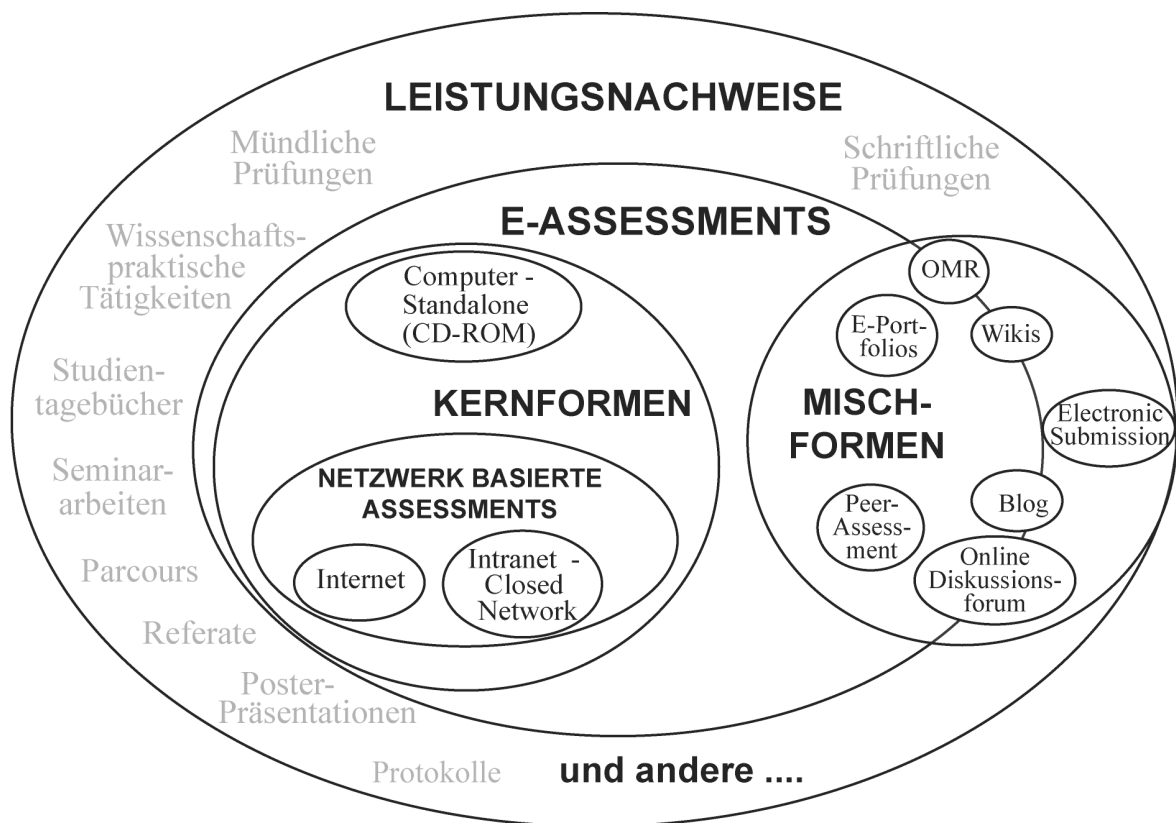 LEISTUNGSNACHWEISE
Mündliche
Prüfungen
Schriftliche
Prüfungen
E-ASSESSMENTS
Wissenschafts-
praktische
Tätigkeiten
Computer -
Standalone
(CD-ROM)
OMR
E-Port-
folios
Wikis
Studien-
tagebücher
KERNFORMEN
MISCH-
FORMEN
Electronic
Submission
Seminar-
arbeiten
NETZWERK BASIERTE
ASSESSMENTS
Peer-
Assess-
ment
Blog
Parcours
Internet
Intranet -
Closed
Network
Online
Diskussions-
forum
Referate
Poster-
Präsentationen
Protokolle
und andere ....